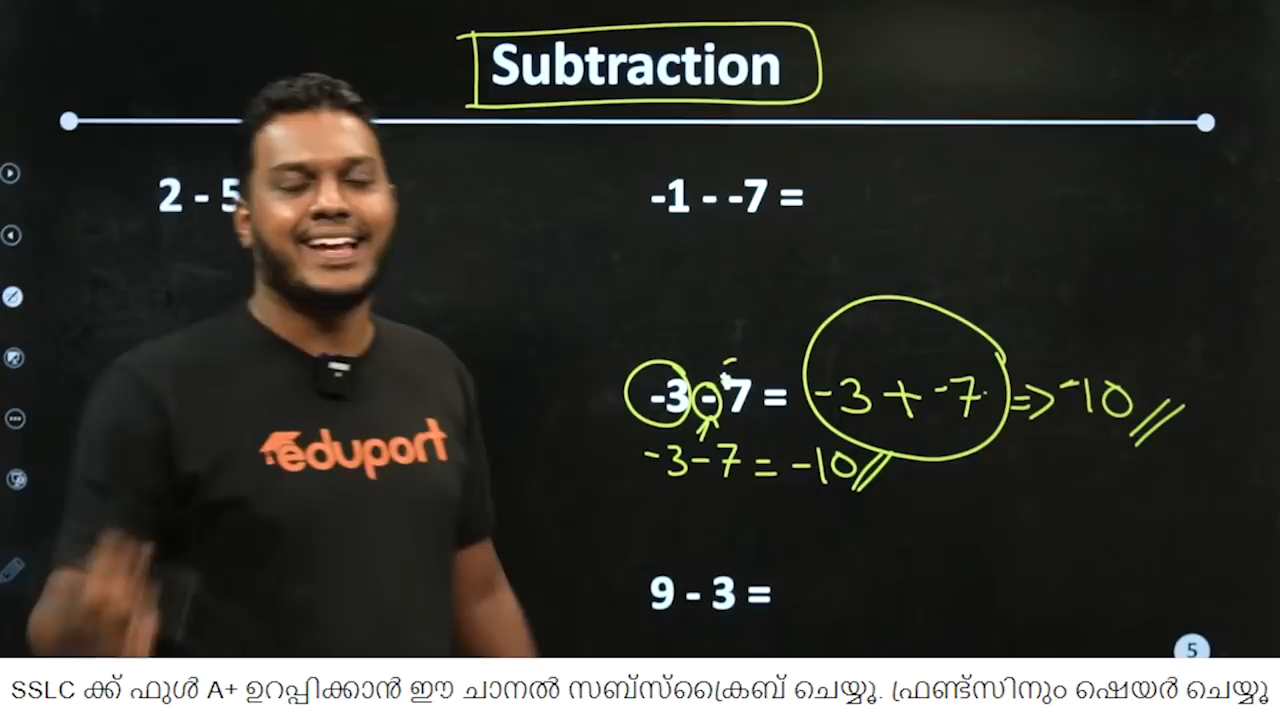 Subtraction
2 - 5
-1 - -7 =
-3 - 7 = -3 + -7 => -10
-3 - 7 = -10
eduport
9 - 3 =
5
SSLC ക്ക് ഫുൾ A+ ഉറപ്പിക്കാൻ ഈ ചാനൽ സബ്സ്ക്രൈബ് ചെയ്യൂ. ഫ്രണ്ട്സിനും ഷെയർ ചെയ്യൂ